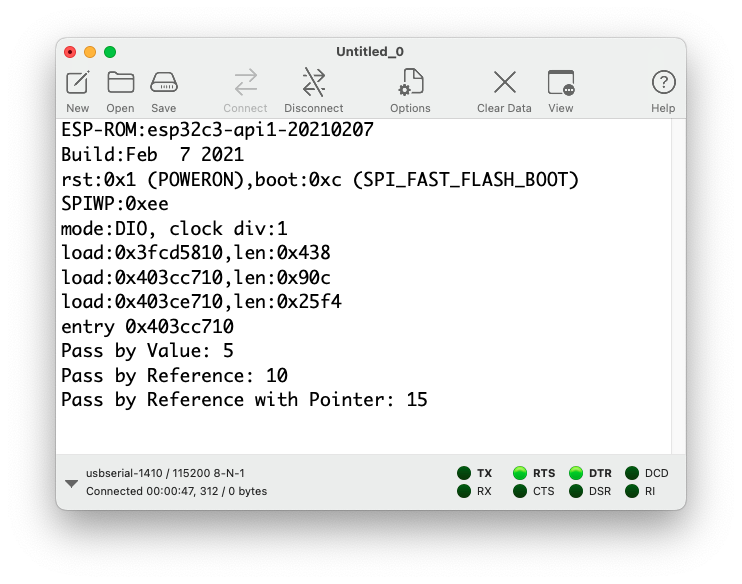 Untitled_0
New Open Save Connect Disconnect Options Clear Data View Help
ESP-ROM:esp32c3-api1-20210207
Build:Feb  7 2021
rst:0x1 (POWERON),boot:0xc (SPI_FAST_FLASH_BOOT)
SPIWP:0xee
mode:DIO, clock div:1
load:0x3fcd5810,len:0x438
load:0x403cc710,len:0x90c
load:0x403ce710,len:0x25f4
entry 0x403cc710
Pass by Value: 5
Pass by Reference: 10
Pass by Reference with Pointer: 15
usbserial-1410 / 115200 8-N-1 TX RTS DTR DCD
Connected 00:00:47, 312 / 0 bytes RX CTS DSR RI